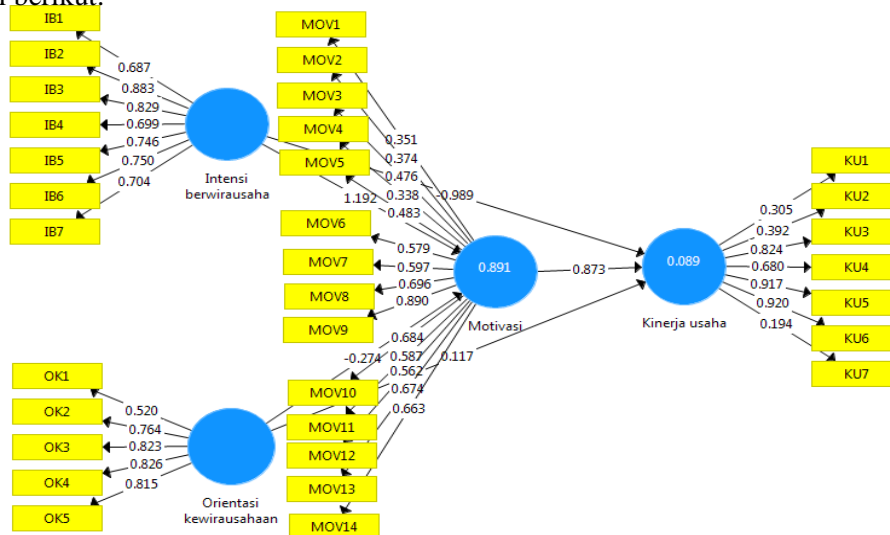 berikut:
IB1
IB2
IB3
IB4
IB5
IB6
IB7
0.687
0.883
0.829
0.699
0.746
0.750
0.704
Intensi
berwirausaha
MOV1
MOV2
MOV3
MOV4
MOV5
MOV6
MOV7
MOV8
MOV9
0.351
0.374
0.476
0.338
0.483
0.579
0.597
0.696
0.890
1.192
-0.989
0.891
Motivasi
0.873
0.089
Kinerja usaha
KU1
KU2
KU3
KU4
KU5
KU6
KU7
0.305
0.392
0.824
0.680
0.917
0.920
0.194
0.684
0.587
0.562
0.674
0.663
-0.274
0.117
MOV10
MOV11
MOV12
MOV13
MOV14
OK1
OK2
OK3
OK4
OK5
0.520
0.764
0.823
0.826
0.815
Orientasi
kewirausahaan